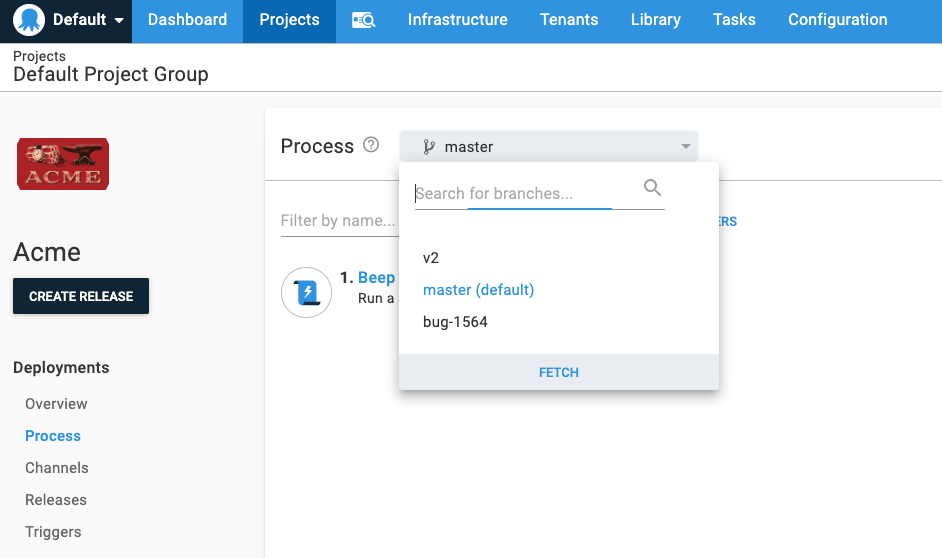 Default
Dashboard
Projects
Infrastructure
Tenants
Library
Tasks
Configuration
Projects
Default Project Group
ACME
Acme
CREATE RELEASE
Deployments
Overview
Process
Channels
Releases
Triggers
Process
master
Search for branches...
Filter by name...
v2
master (default)
bug-1564
FETCH
1. Beep
Run a